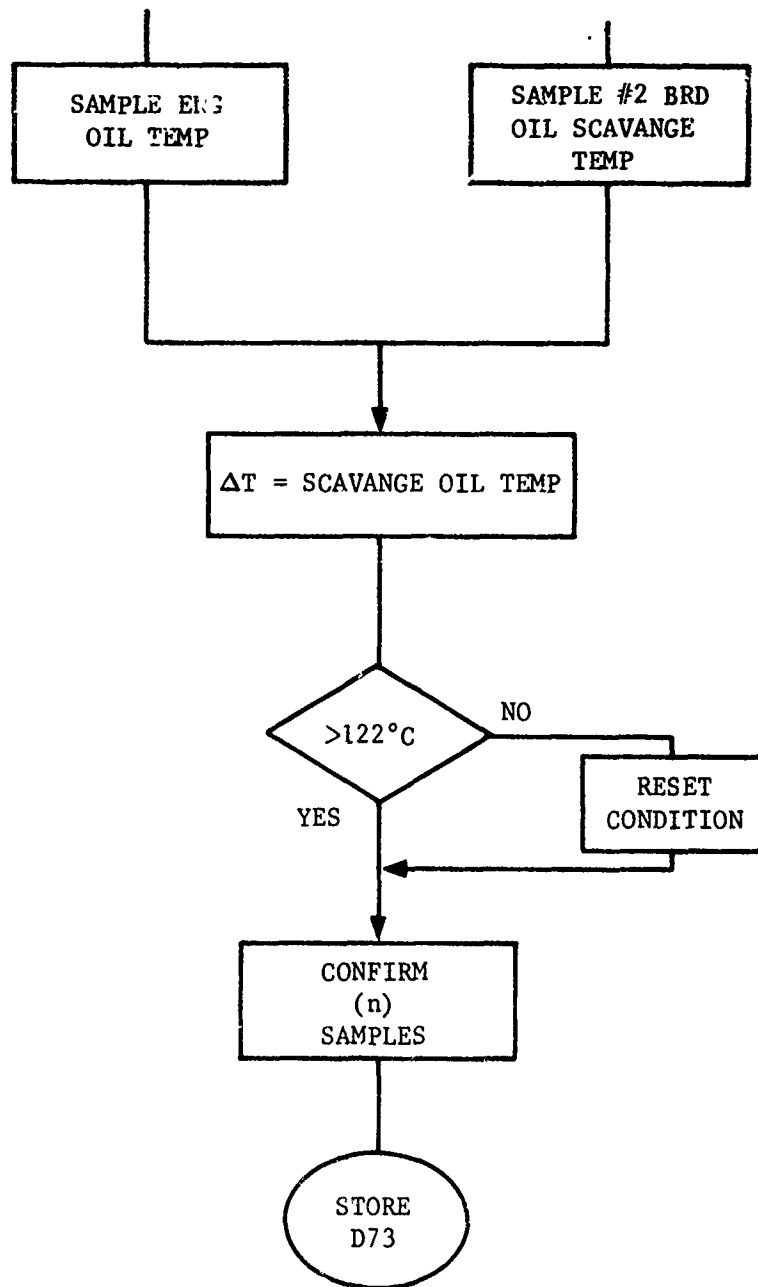 SAMPLE ENG
OIL TEMP
SAMPLE #2 BRD
OIL SCAVANGE
TEMP
ΔT = SCAVANGE OIL TEMP
>122°C
NO
YES
RESET
CONDITION
CONFIRM
(n)
SAMPLES
STORE
D73